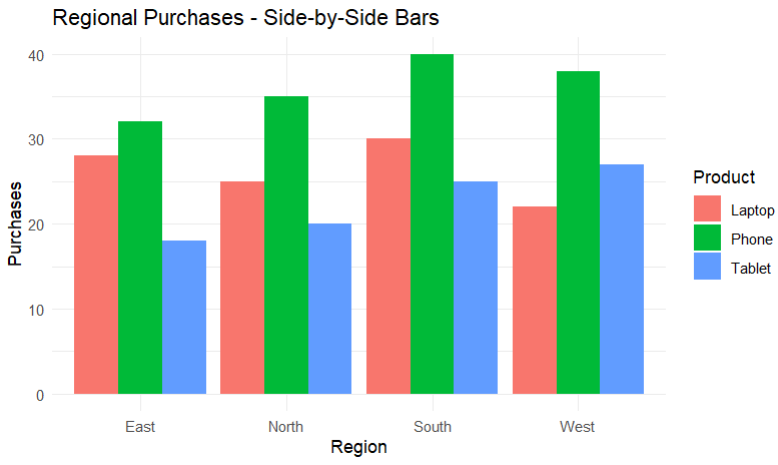 Regional Purchases - Side-by-Side Bars
Purchases
40
30
20
10
0
East North South West
Region
Product
Laptop
Phone
Tablet